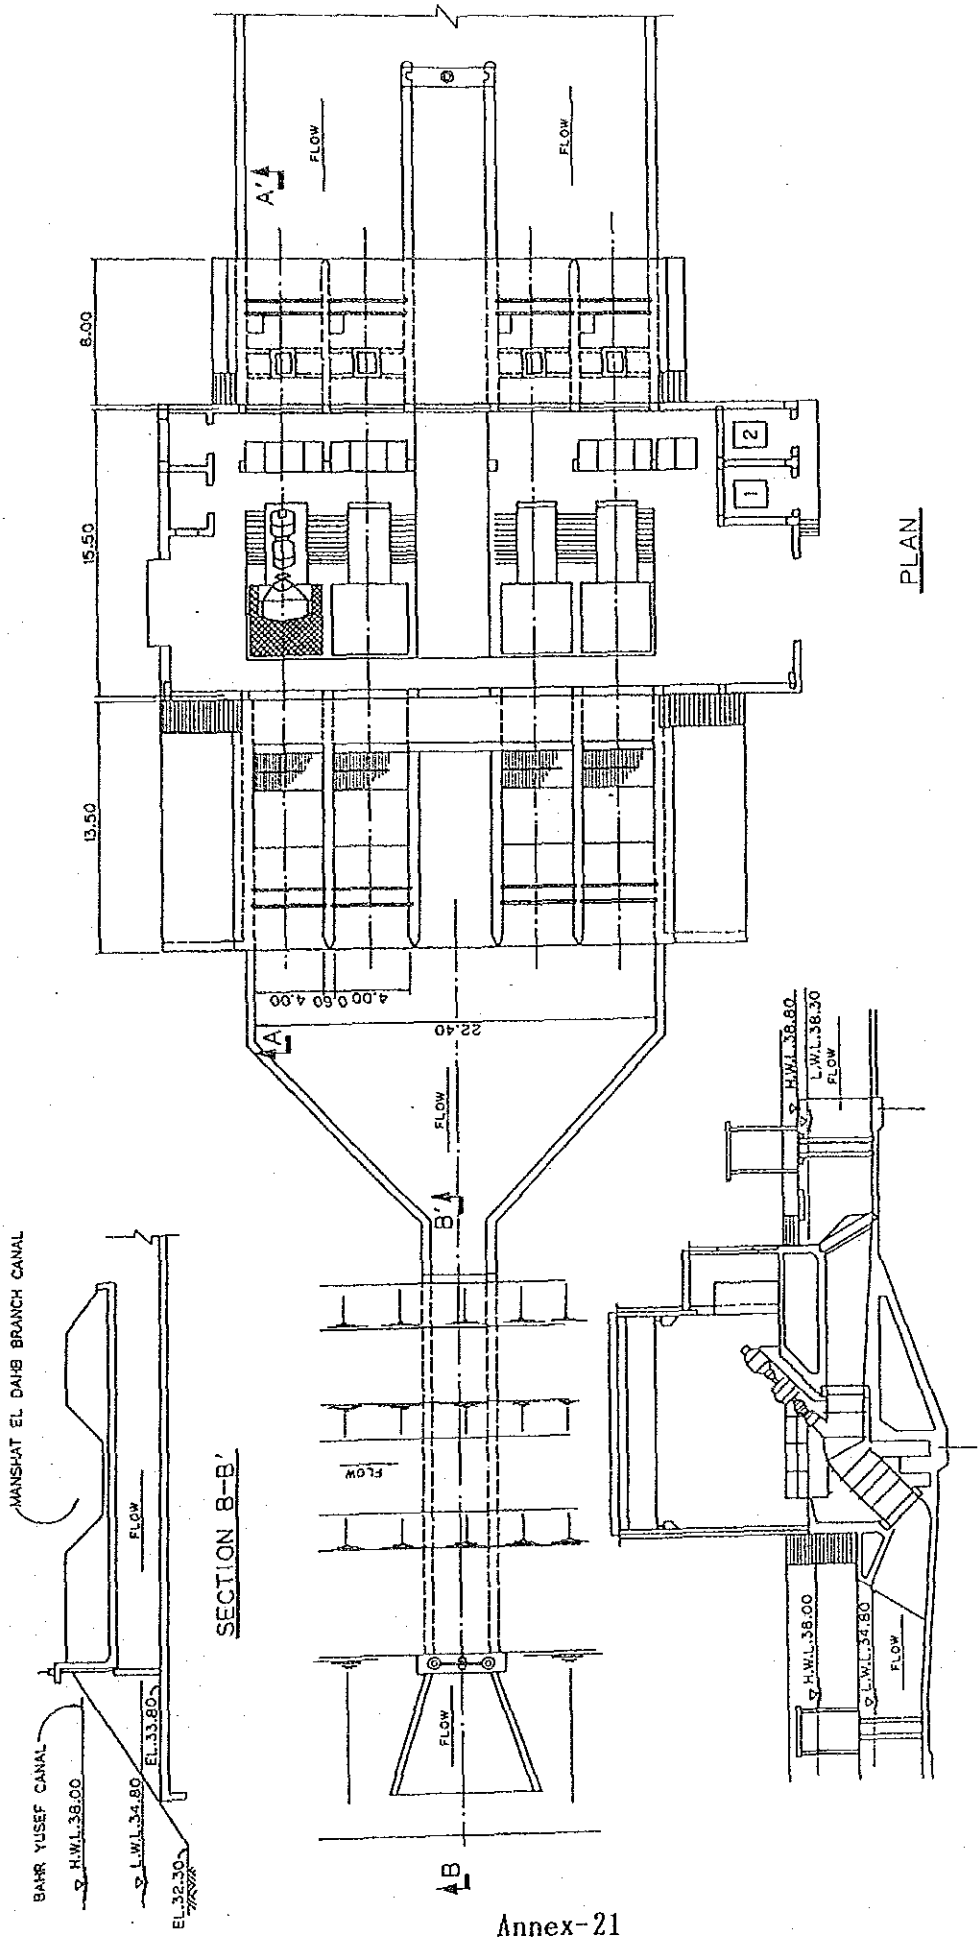 MANSHAT EL DAHB BRANCH CANAL
BAHR YUSEF CANAL
H.W.L.38.00
L.W.L.34.80
EL.33.80
EL.32.30
FLOW
SECTION B-B'
13.50
15.50
8.00
A'
FLOW
FLOW
1
2
PLAN
4.00 0.60 4.00
22.40
A
FLOW
B'
FLOW
FLOW
B
H.W.L.38.80
L.W.L.38.30
FLOW
H.W.L.38.00
L.W.L.34.80
FLOW
Annex-21